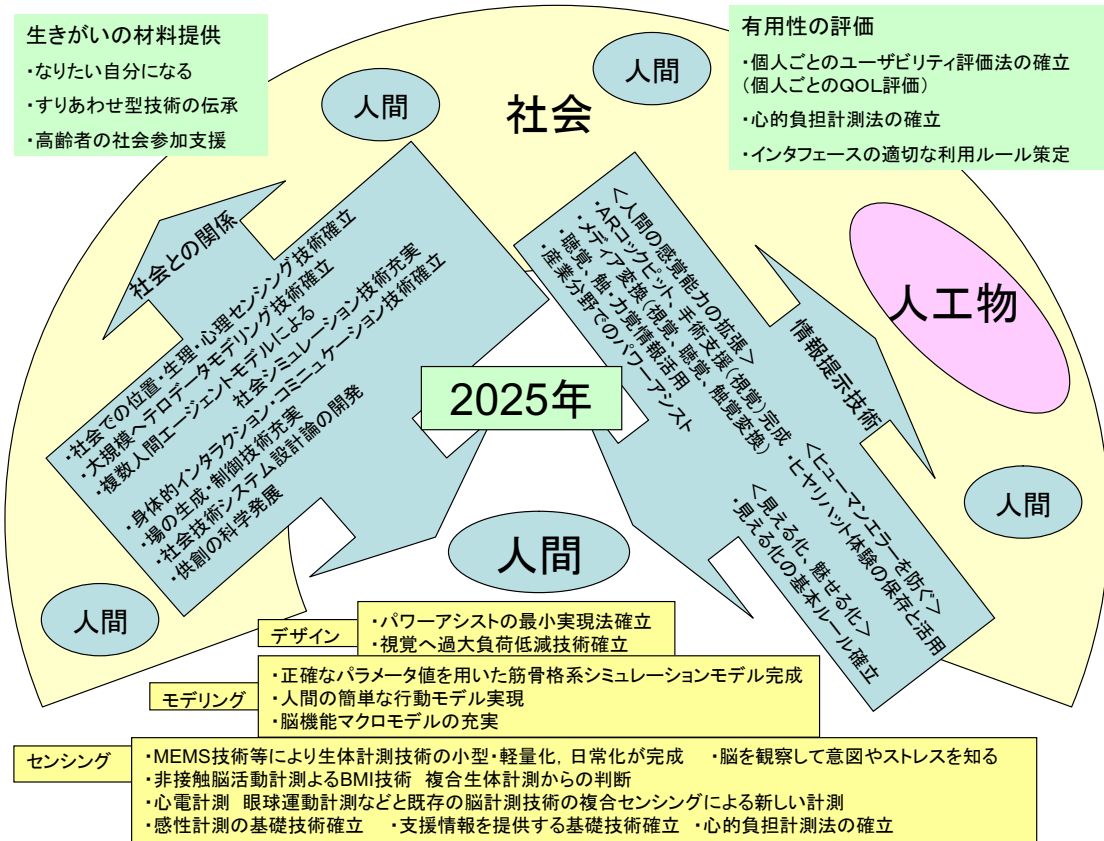 生きがいの材料提供
・なりたい自分になる
・すりあわせ型技術の伝承
・高齢者の社会参加支援
有用性の評価
・個人ごとのユーザビリティ評価法の確立
(個人ごとのQOL評価)
・心的負担計測法の確立
・インタフェースの適切な利用ルール策定
人間
人間
社会
人工物
社会との関係
・社会での位置・生理・心理センシング技術確立
・大規模ヘテロデータモデリング技術確立
・複数人間エージェントモデルによる
社会シミュレーション技術充実
・身体的インタラクション・コミニュケーション技術確立
・場の生成・制御技術充実
・社会技術システム設計論の開発
・供創の科学発展
<人間の感覚能力の拡張>
・ARコックピット、手術支援(視覚)完成
・メディア変換(視覚、聴覚、触覚変換)
・聴覚、触・力覚情報活用
・産業分野でのパワーアシスト
情報提示技術
<ヒューマンエラーを防ぐ>
・ヒヤリハット体験の保存と活用
<見える化、魅せる化>
・見える化の基本ルール確立
2025年
人間
人間
人間
デザイン
・パワーアシストの最小実現法確立
・視覚へ過大負荷低減技術確立
モデリング
・正確なパラメータ値を用いた筋骨格系シミュレーションモデル完成
・人間の簡単な行動モデル実現
・脳機能マクロモデルの充実
センシング
・MEMS技術等により生体計測技術の小型・軽量化, 日常化が完成 ・脳を観察して意図やストレスを知る
・非接触脳活動計測よるBMI技術 複合生体計測からの判断
・心電計測 眼球運動計測などと既存の脳計測技術の複合センシングによる新しい計測
・感性計測の基礎技術確立 ・支援情報を提供する基礎技術確立 ・心的負担計測法の確立